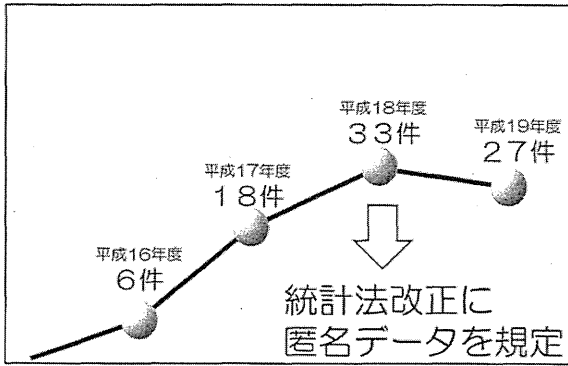 平成18年度
33件
平成19年度
27件
平成17年度
18件
平成16年度
6件
統計法改正に
匿名データを規定